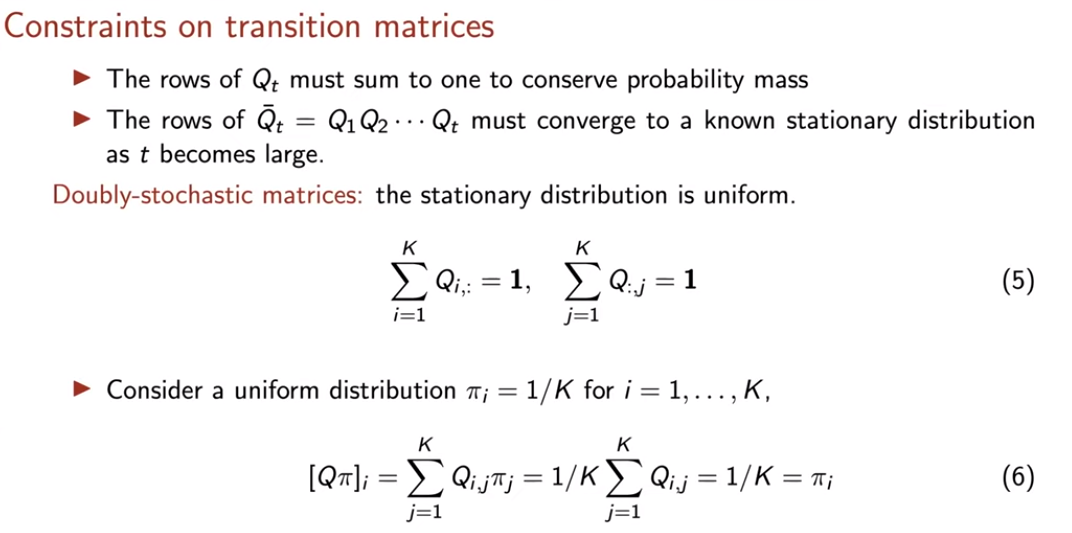 Constraints on transition matrices
▶ The rows of $Q_t$ must sum to one to conserve probability mass
▶ The rows of $\bar{Q}_t = Q_1 Q_2 \cdots Q_t$ must converge to a known stationary distribution
as $t$ becomes large.
Doubly-stochastic matrices: the stationary distribution is uniform.
$\sum_{i=1}^{K} Q_{i,:} = \mathbf{1}, \quad \sum_{j=1}^{K} Q_{:,j} = \mathbf{1}$ (5)
▶ Consider a uniform distribution $\pi_i = 1/K$ for $i = 1, \ldots, K,$
$[Q\pi]_i = \sum_{j=1}^{K} Q_{i,j}\pi_j = 1/K \sum_{j=1}^{K} Q_{i,j} = 1/K = \pi_i$ (6)